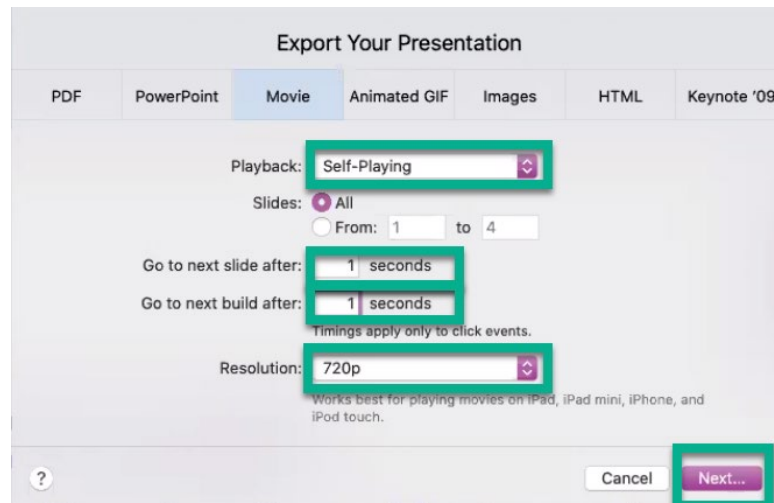 Export Your Presentation
PDF PowerPoint Movie Animated GIF Images HTML Keynote '09
Playback: Self-Playing
Slides: All
From: 1 to 4
Go to next slide after: 1 seconds
Go to next build after: 1 seconds
Timings apply only to click events.
Resolution: 720p
Works best for playing movies on iPad, iPad mini, iPhone, and
iPod touch.
? Cancel Next...